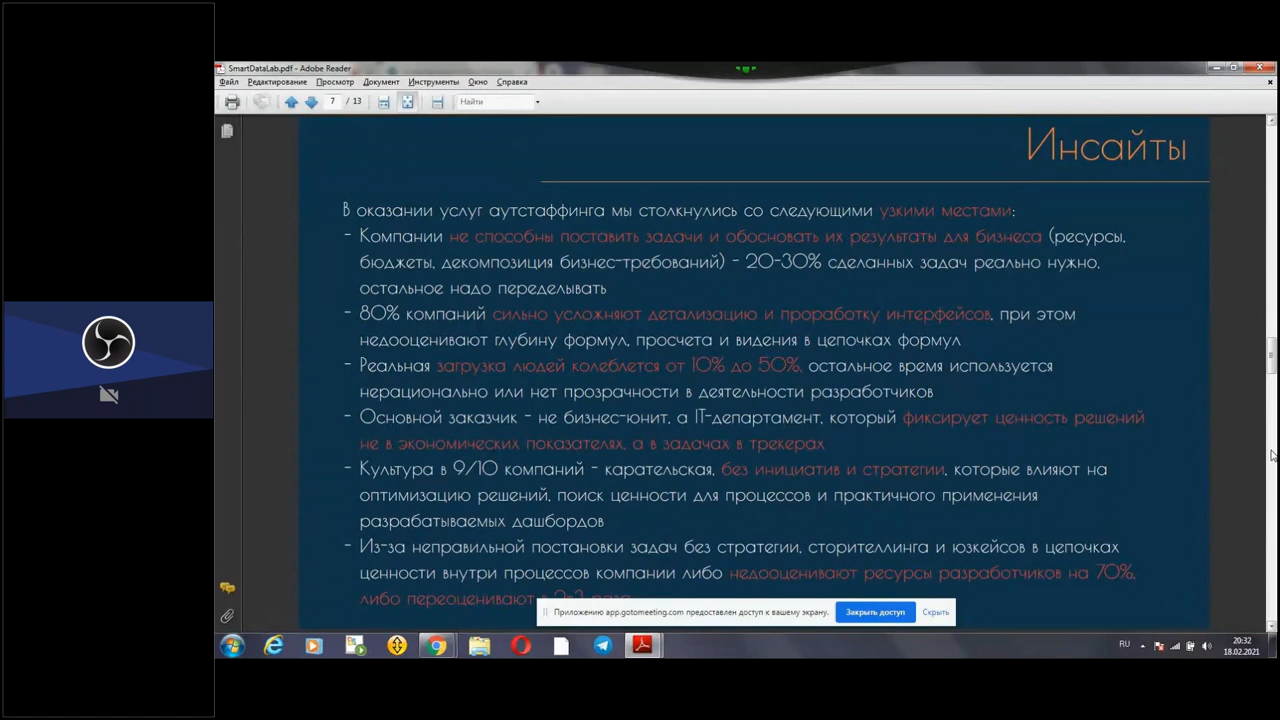 SmartDataLab.pdf - Adobe Reader
Файл Редактирование Просмотр Документ Инструменты Окно Справка
7 / 13 Найти
Инсайты
В оказании услуг аутстаффинга мы столкнулись со следующими узкими местами:
- Компании не способны поставить задачи и обосновать их результаты для бизнеса (ресурсы,
бюджеты, декомпозиция бизнес-требований) - 20-30% сделанных задач реально нужно,
остальное надо переделывать
- 80% компаний сильно усложняют детализацию и проработку интерфейсов, при этом
недооценивают глубину формул, просчета и видения в цепочках формул
- Реальная загрузка людей колеблется от 10% до 50%, остальное время используется
нерационально или нет прозрачности в деятельности разработчиков
- Основной заказчик - не бизнес-юнит, а IT-департамент, который фиксирует ценность решений
не в экономических показателях, а в задачах в трекерах
- Культура в 9/10 компаний - карательская, без инициатив и стратегии, которые влияют на
оптимизацию решений, поиск ценности для процессов и практичного применения
разрабатываемых дашбордов
- Из-за неправильной постановки задач без стратегии, сторителлинга и юзкейсов в цепочках
ценности внутри процессов компании либо недооценивают ресурсы разработчиков на 70%,
либо переоценивают в 2-3 раза
Приложению app.gotomeeting.com предоставлен доступ к вашему экрану. Закрыть доступ Скрыть
RU 20:32
18.02.2021